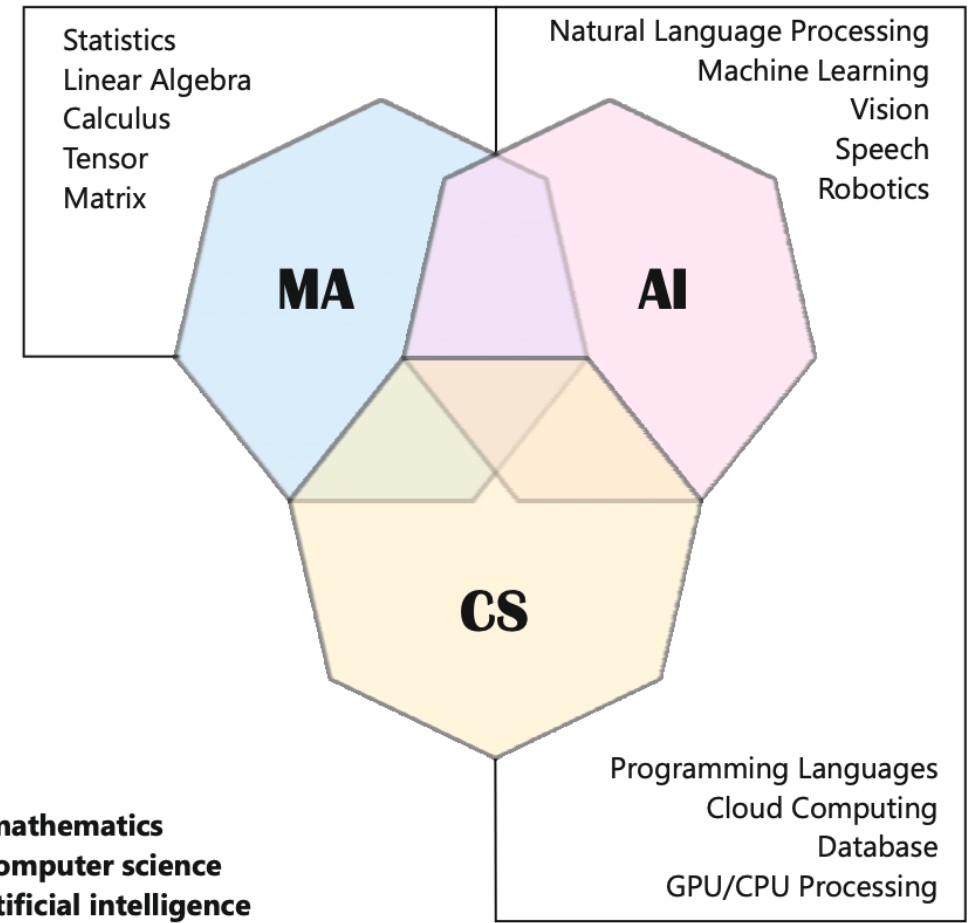 Statistics
Linear Algebra
Calculus
Tensor
Matrix
Natural Language Processing
Machine Learning
Vision
Speech
Robotics
MA
AI
CS
Programming Languages
Cloud Computing
Database
GPU/CPU Processing
mathematics
omputer science
tificial intelligence